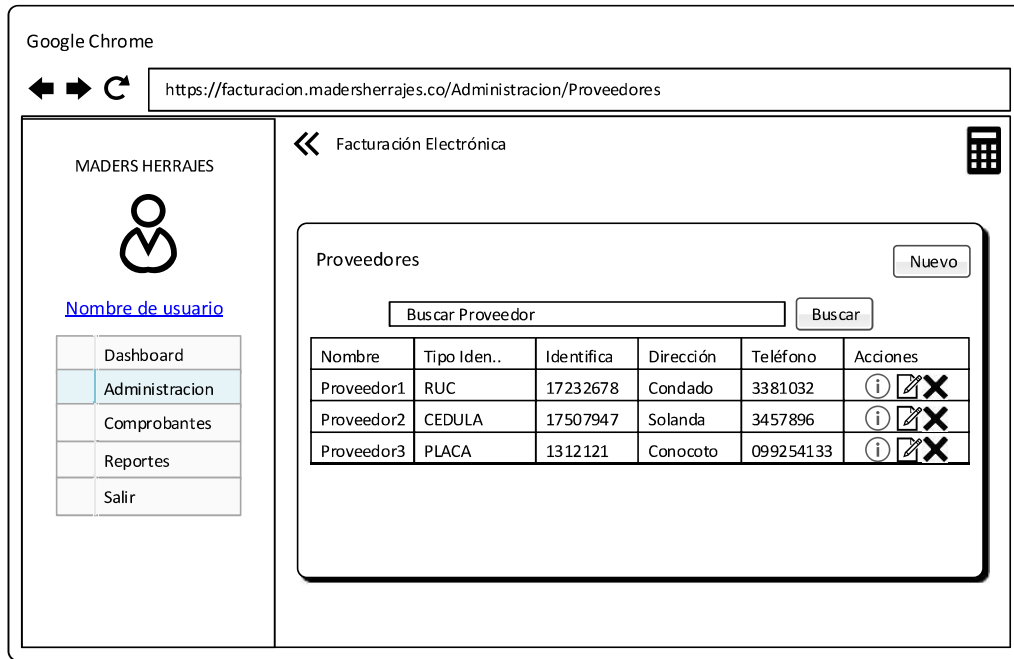 Google Chrome
https://facturacion.madersherrajes.co/Administracion/Proveedores
MADERS HERRAJES
Nombre de usuario
Dashboard
Administracion
Comprobantes
Reportes
Salir
Facturación Electrónica
Proveedores
Nuevo
Buscar Proveedor Buscar
Nombre Tipo Iden.. Identifica Dirección Teléfono Acciones
Proveedor1 RUC 17232678 Condado 3381032
Proveedor2 CEDULA 17507947 Solanda 3457896
Proveedor3 PLACA 1312121 Conocoto 099254133